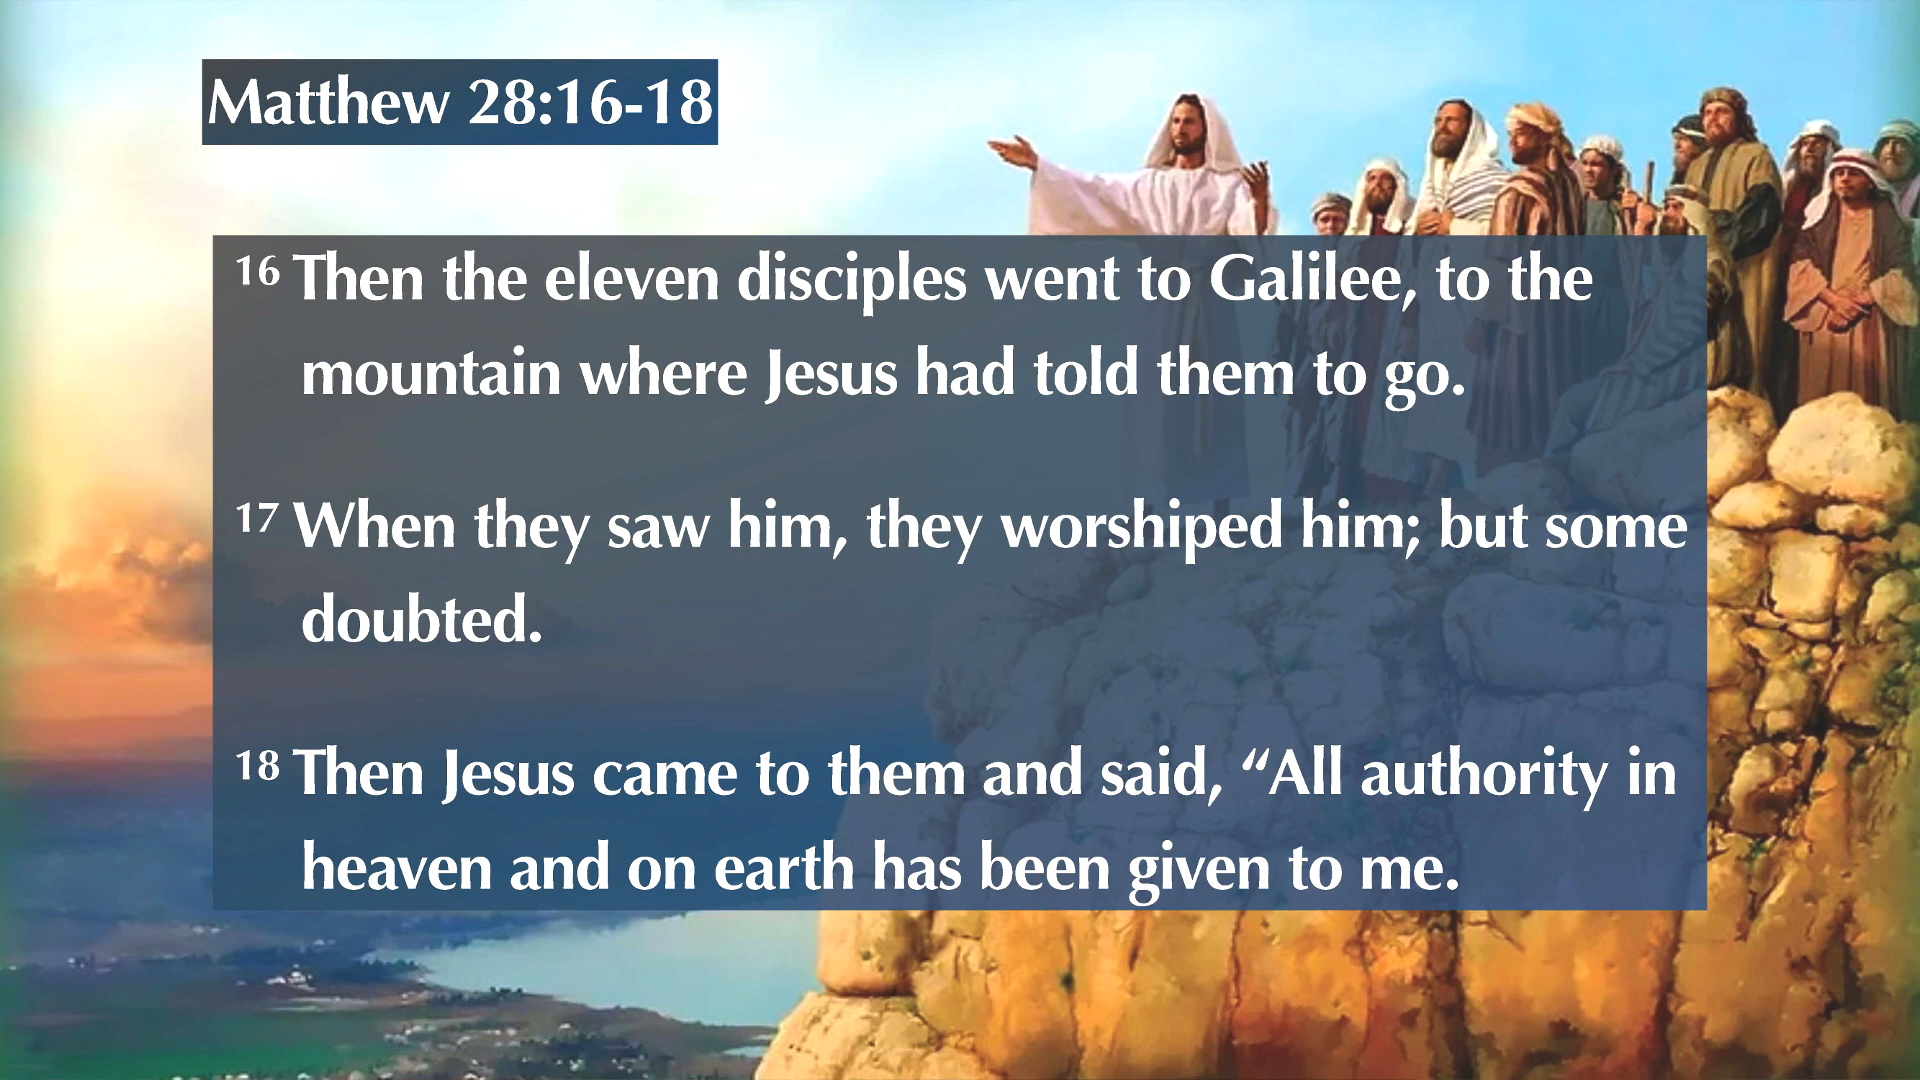 Matthew 28:16-18
16 Then the eleven disciples went to Galilee, to the
mountain where Jesus had told them to go.
17 When they saw him, they worshiped him; but some
doubted.
18 Then Jesus came to them and said, “All authority in
heaven and on earth has been given to me.